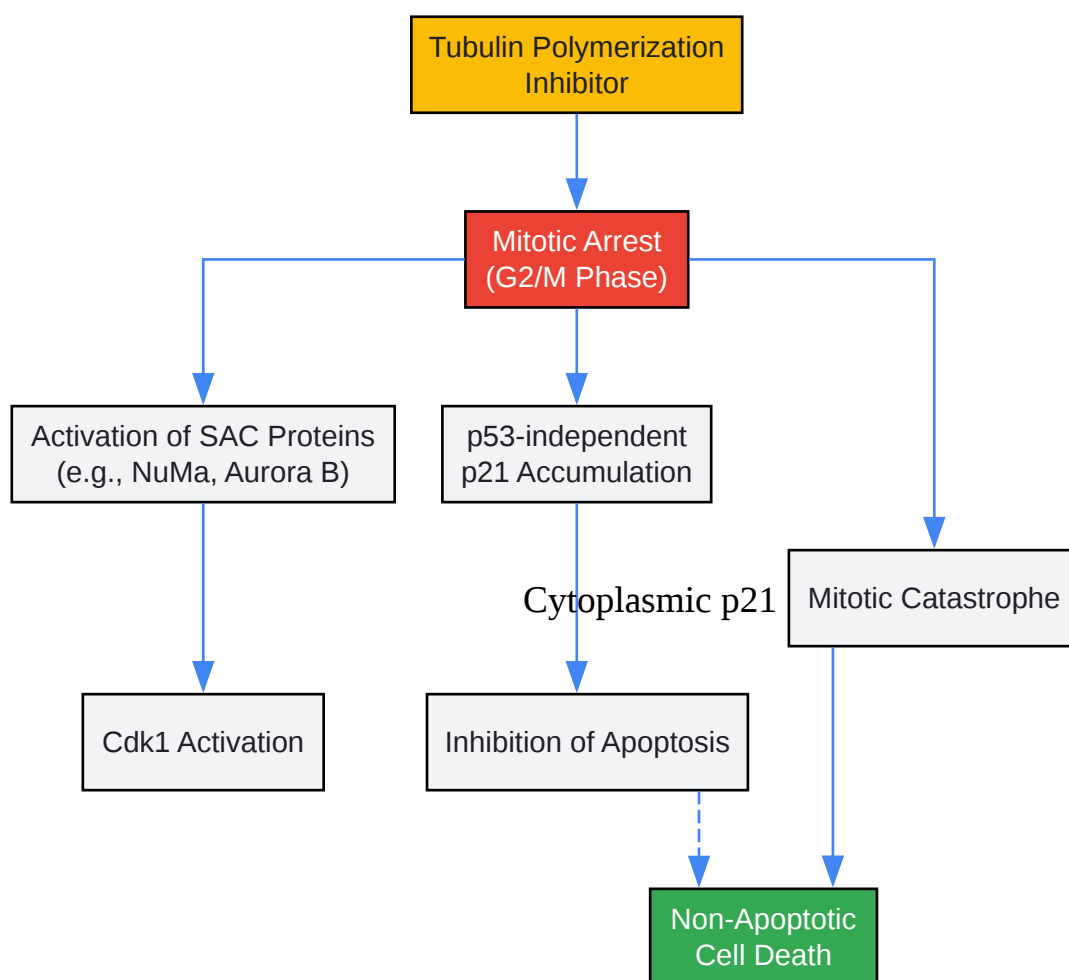 Tubulin Polymerization
Inhibitor
Mitotic Arrest
(G2/M Phase)
Activation of SAC Proteins
(e.g., NuMa, Aurora B)
p53-independent
p21 Accumulation
Cytoplasmic p21
Mitotic Catastrophe
Cdk1 Activation
Inhibition of Apoptosis
Non-Apoptotic
Cell Death